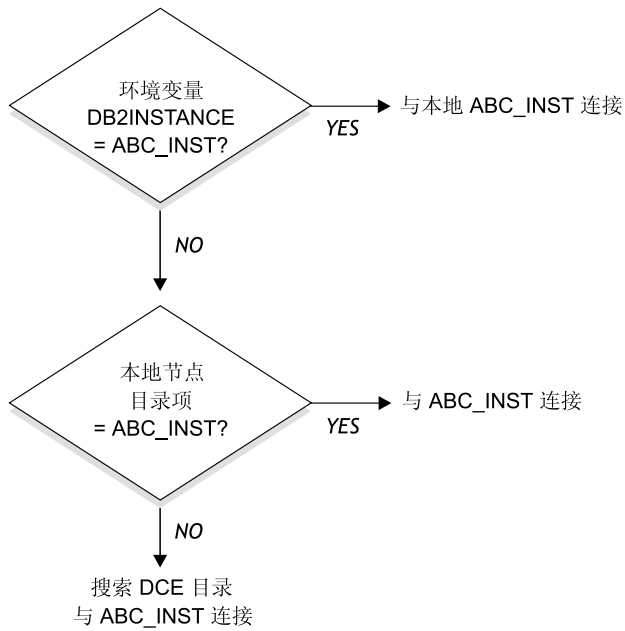 环境变量
DB2INSTANCE
= ABC_INST?
YES
与本地 ABC_INST 连接
NO
本地节点
目录项
= ABC_INST?
YES
与 ABC_INST 连接
NO
搜索 DCE 目录
与 ABC_INST 连接